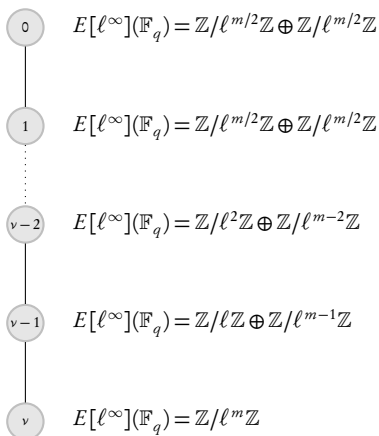 0 E[ℓ^∞](𝔽_q) = ℤ/ℓ^{m/2}ℤ ⊕ ℤ/ℓ^{m/2}ℤ
1 E[ℓ^∞](𝔽_q) = ℤ/ℓ^{m/2}ℤ ⊕ ℤ/ℓ^{m/2}ℤ
ν−2 E[ℓ^∞](𝔽_q) = ℤ/ℓ^2ℤ ⊕ ℤ/ℓ^{m−2}ℤ
ν−1 E[ℓ^∞](𝔽_q) = ℤ/ℓℤ ⊕ ℤ/ℓ^{m−1}ℤ
ν E[ℓ^∞](𝔽_q) = ℤ/ℓ^mℤ